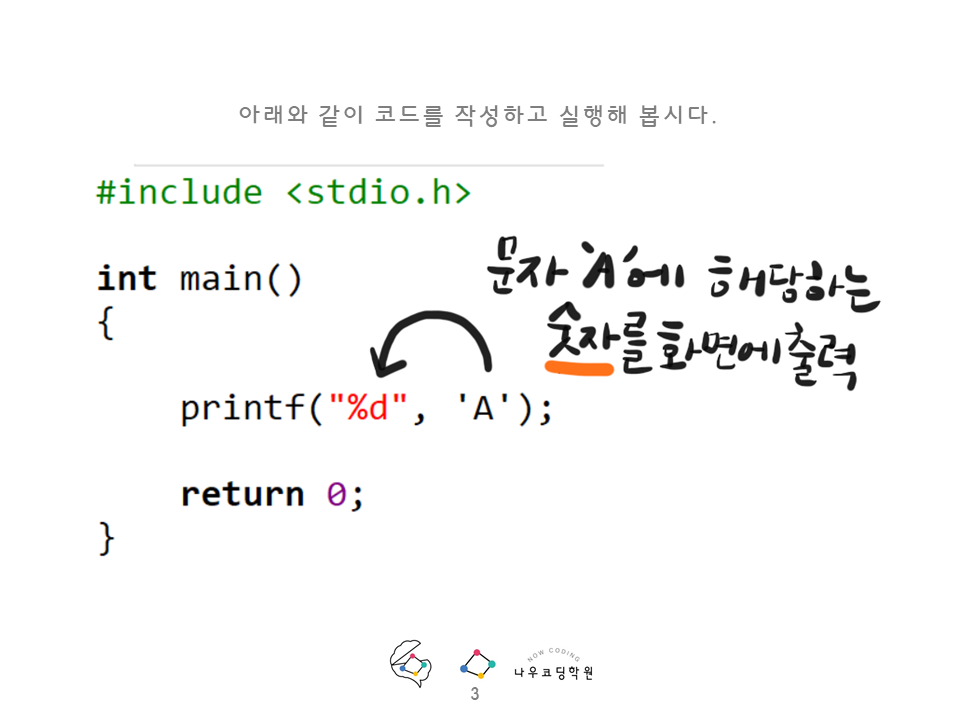 아래와 같이 코드를 작성하고 실행해 봅시다.
#include <stdio.h>
int main()
{
문자 'A'에 해당하는
숫자를 화면에 출력
printf("%d", 'A');
return 0;
}
NOW CODING
나우코딩학원
3